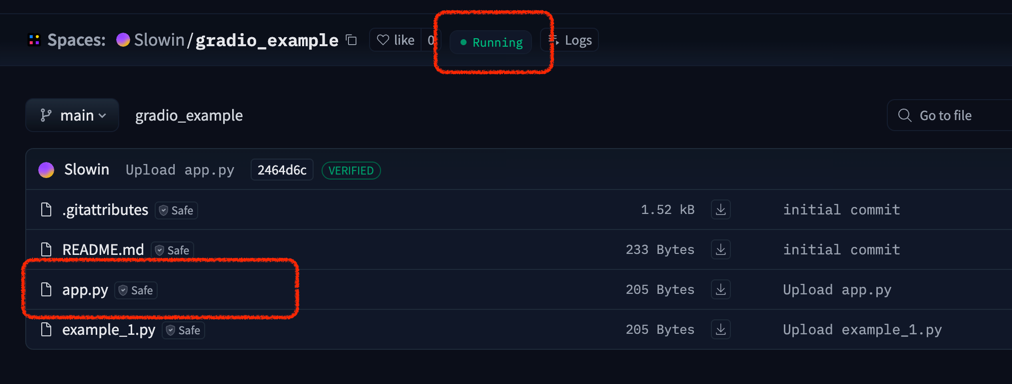 Spaces: Slowin/gradio_example like 0 Running Logs
main gradio_example Go to file
Slowin Upload app.py 2464d6c VERIFIED
.gitattributes Safe 1.52 kB initial commit
README.md Safe 233 Bytes initial commit
app.py Safe 205 Bytes Upload app.py
example_1.py Safe 205 Bytes Upload example_1.py